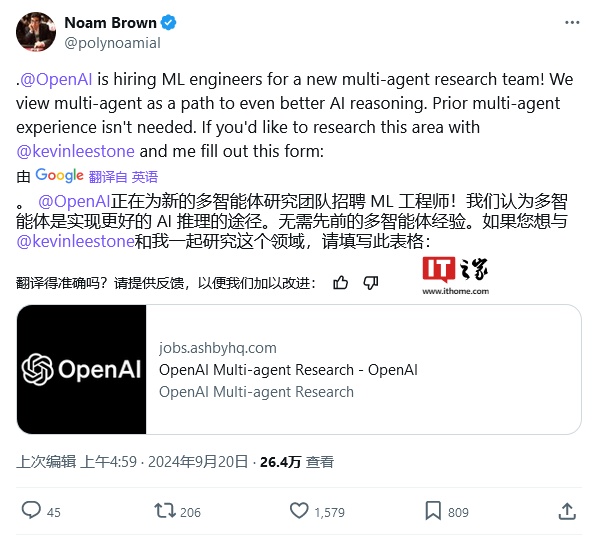 Noam Brown
@polynoamial
.@OpenAI is hiring ML engineers for a new multi-agent research team! We
view multi-agent as a path to even better AI reasoning. Prior multi-agent
experience isn't needed. If you'd like to research this area with
@kevinleestone and me fill out this form:
由 Google 翻译自 英语
。 @OpenAI正在为新的多智能体研究团队招聘 ML 工程师！我们认为多智
能体是实现更好的 AI 推理的途径。无需先前的多智能体经验。如果您想与
@kevinleestone和我一起研究这个领域，请填写此表格：
翻译得准确吗？请提供反馈，以便我们加以改进：
IT之家
www.ithome.com
OpenAI
jobs.ashbyhq.com
OpenAI Multi-agent Research - OpenAI
OpenAI Multi-agent Research
上次编辑 上午4:59 · 2024年9月20日 · 26.4万 查看
45 206 1,579 809